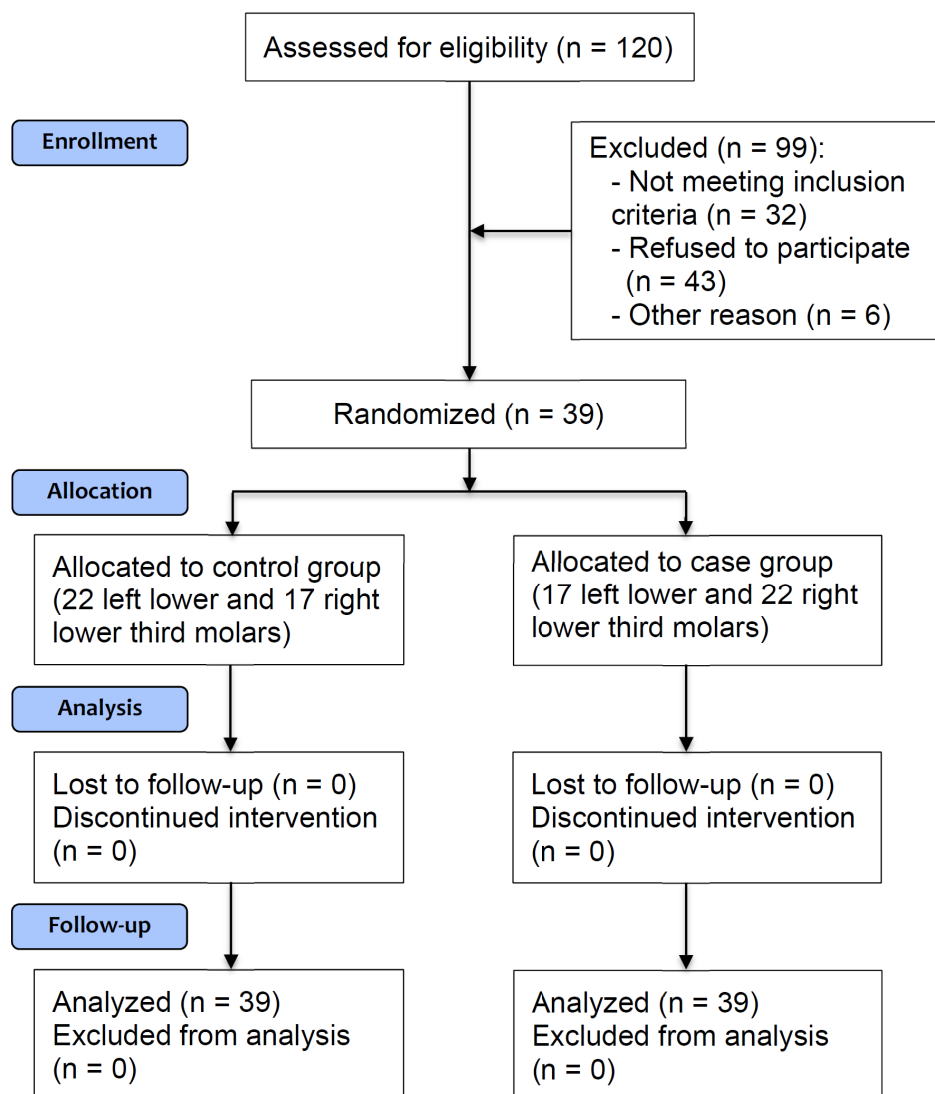 Assessed for eligibility (n = 120)
Enrollment
Excluded (n = 99):
- Not meeting inclusion
criteria (n = 32)
- Refused to participate
(n = 43)
- Other reason (n = 6)
Randomized (n = 39)
Allocation
Allocated to control group
(22 left lower and 17 right
lower third molars)
Allocated to case group
(17 left lower and 22 right
lower third molars)
Analysis
Lost to follow-up (n = 0)
Discontinued intervention
(n = 0)
Lost to follow-up (n = 0)
Discontinued intervention
(n = 0)
Follow-up
Analyzed (n = 39)
Excluded from analysis
(n = 0)
Analyzed (n = 39)
Excluded from analysis
(n = 0)